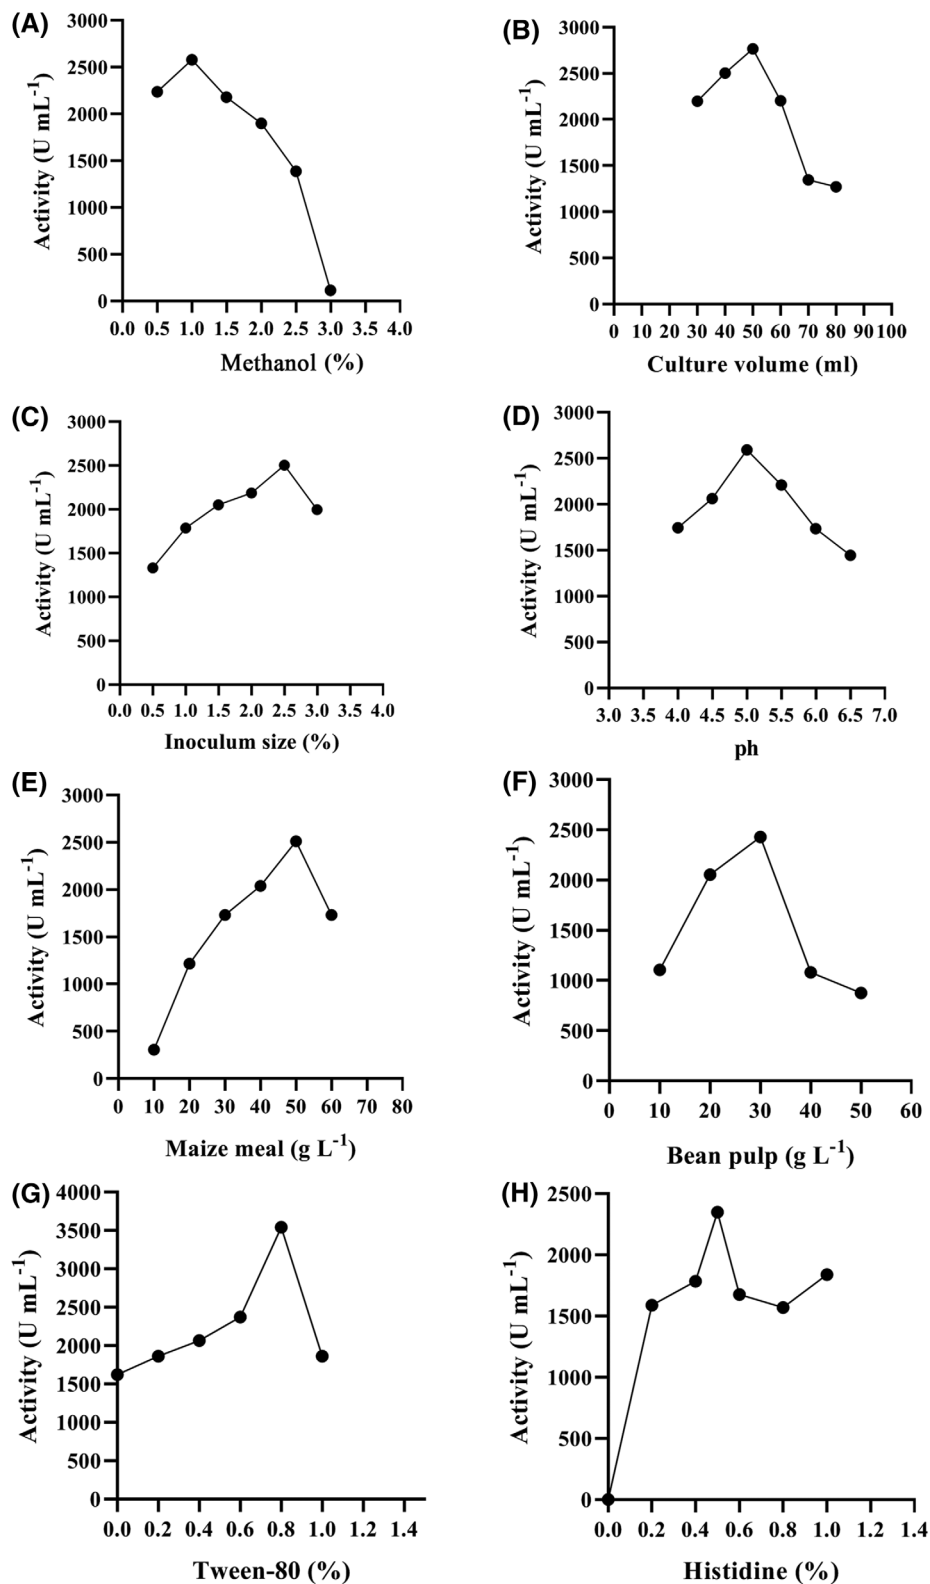 (A)
3000
2500
2000
1500
1000
500
0
Activity (U mL-1)
0.0 0.5 1.0 1.5 2.0 2.5 3.0 3.5 4.0
Methanol (%)
(B)
3000
2500
2000
1500
1000
500
0
Activity (U mL-1)
0 10 20 30 40 50 60 70 80 90 100
Culture volume (ml)
(C)
3000
2500
2000
1500
1000
500
0
Activity (U mL-1)
0.0 0.5 1.0 1.5 2.0 2.5 3.0 3.5 4.0
Inoculum size (%)
(D)
3000
2500
2000
1500
1000
500
0
Activity (U mL-1)
3.0 3.5 4.0 4.5 5.0 5.5 6.0 6.5 7.0
ph
(E)
3000
2500
2000
1500
1000
500
0
Activity (U mL-1)
0 10 20 30 40 50 60 70 80
Maize meal (g L-1)
(F)
3000
2500
2000
1500
1000
500
0
Activity (U mL-1)
0 10 20 30 40 50 60
Bean pulp (g L-1)
(G)
4000
3500
3000
2500
2000
1500
1000
500
0
Activity (U mL-1)
0.0 0.2 0.4 0.6 0.8 1.0 1.2 1.4
Tween-80 (%)
(H)
2500
2000
1500
1000
500
0
Activity (U mL-1)
0.0 0.2 0.4 0.6 0.8 1.0 1.2 1.4
Histidine (%)